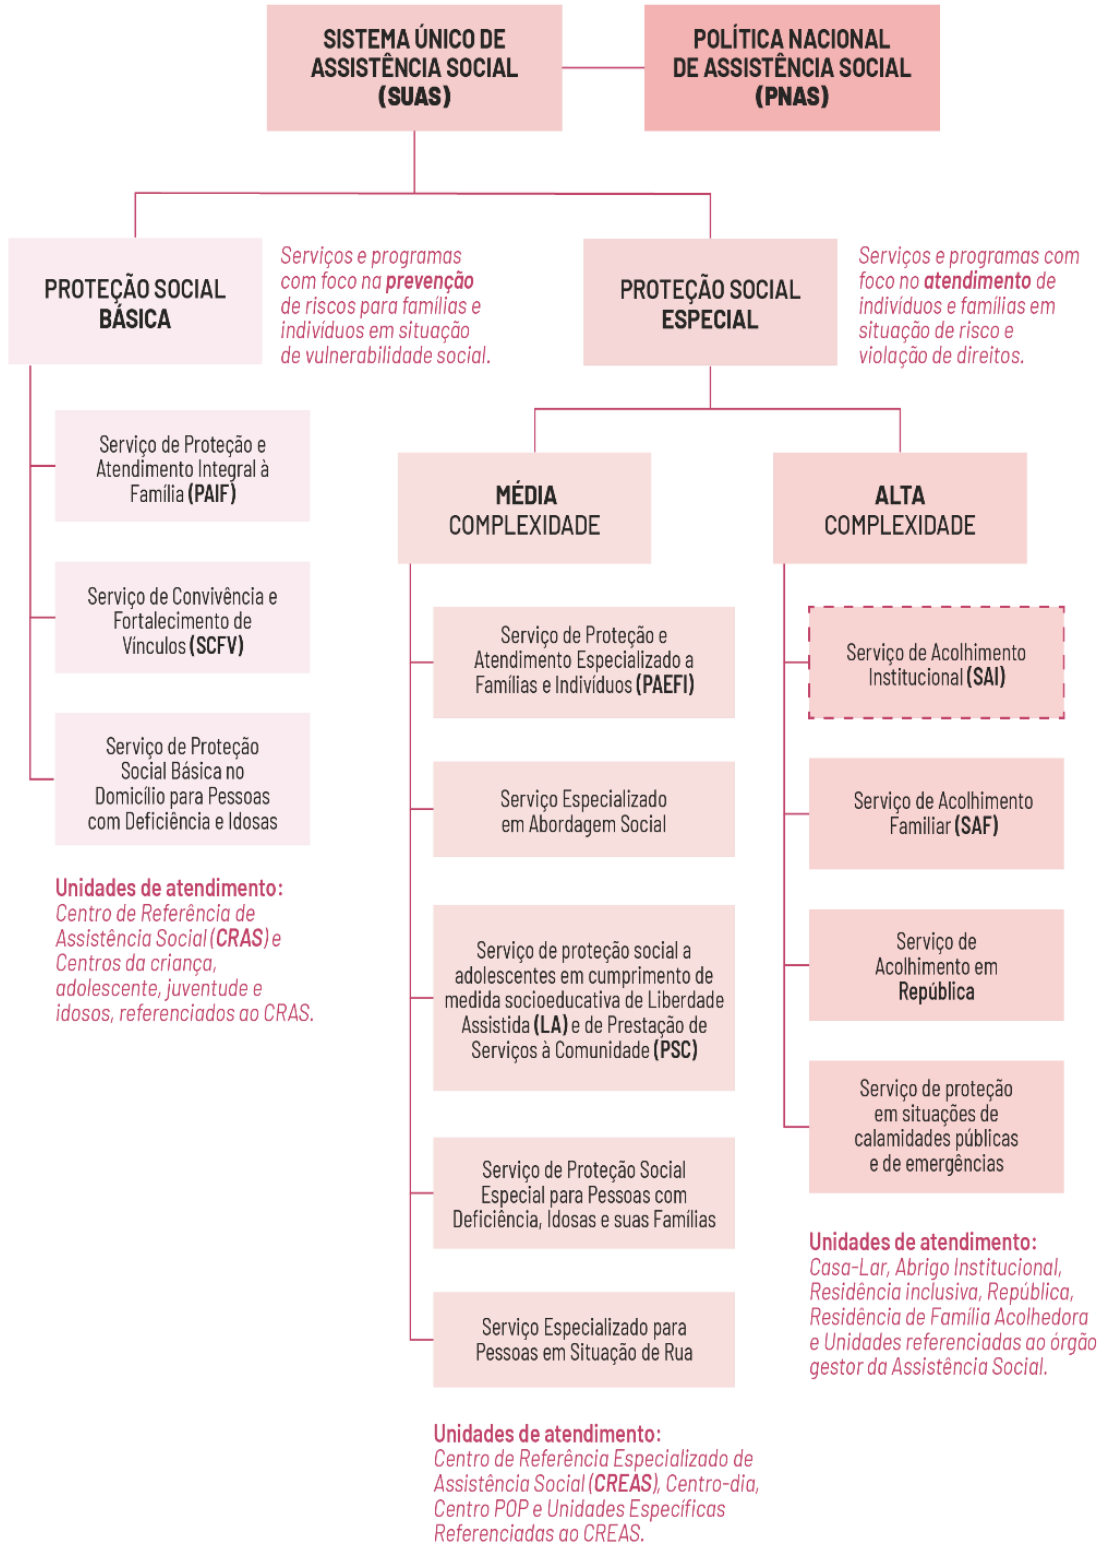 SISTEMA ÚNICO DE
ASSISTÊNCIA SOCIAL
(SUAS)
POLÍTICA NACIONAL
DE ASSISTÊNCIA SOCIAL
(PNAS)
PROTEÇÃO SOCIAL
BÁSICA
Serviços e programas
com foco na prevenção
de riscos para famílias e
indivíduos em situação
de vulnerabilidade social.
PROTEÇÃO SOCIAL
ESPECIAL
Serviços e programas com
foco no atendimento de
indivíduos e famílias em
situação de risco e
violação de direitos.
Serviço de Proteção e
Atendimento Integral à
Família (PAIF)
Serviço de Convivência e
Fortalecimento de
Vínculos (SCFV)
Serviço de Proteção
Social Básica no
Domicílio para Pessoas
com Deficiência e Idosas
Unidades de atendimento:
Centro de Referência de
Assistência Social (CRAS) e
Centros da criança,
adolescente, juventude e
idosos, referenciados ao CRAS.
MÉDIA
COMPLEXIDADE
Serviço de Proteção e
Atendimento Especializado a
Famílias e Indivíduos (PAEFI)
Serviço Especializado
em Abordagem Social
Serviço de proteção social a
adolescentes em cumprimento de
medida socioeducativa de Liberdade
Assistida (LA) e de Prestação de
Serviços à Comunidade (PSC)
Serviço de Proteção Social
Especial para Pessoas com
Deficiência, Idosas e suas Famílias
Serviço Especializado para
Pessoas em Situação de Rua
Unidades de atendimento:
Centro de Referência Especializado de
Assistência Social (CREAS), Centro-dia,
Centro POP e Unidades Específicas
Referenciadas ao CREAS.
ALTA
COMPLEXIDADE
Serviço de Acolhimento
Institucional (SAI)
Serviço de Acolhimento
Familiar (SAF)
Serviço de
Acolhimento em
República
Serviço de proteção
em situações de
calamidades públicas
e de emergências
Unidades de atendimento:
Casa-Lar, Abrigo Institucional,
Residência inclusiva, República,
Residência de Família Acolhedora
e Unidades referenciadas ao órgão
gestor da Assistência Social.